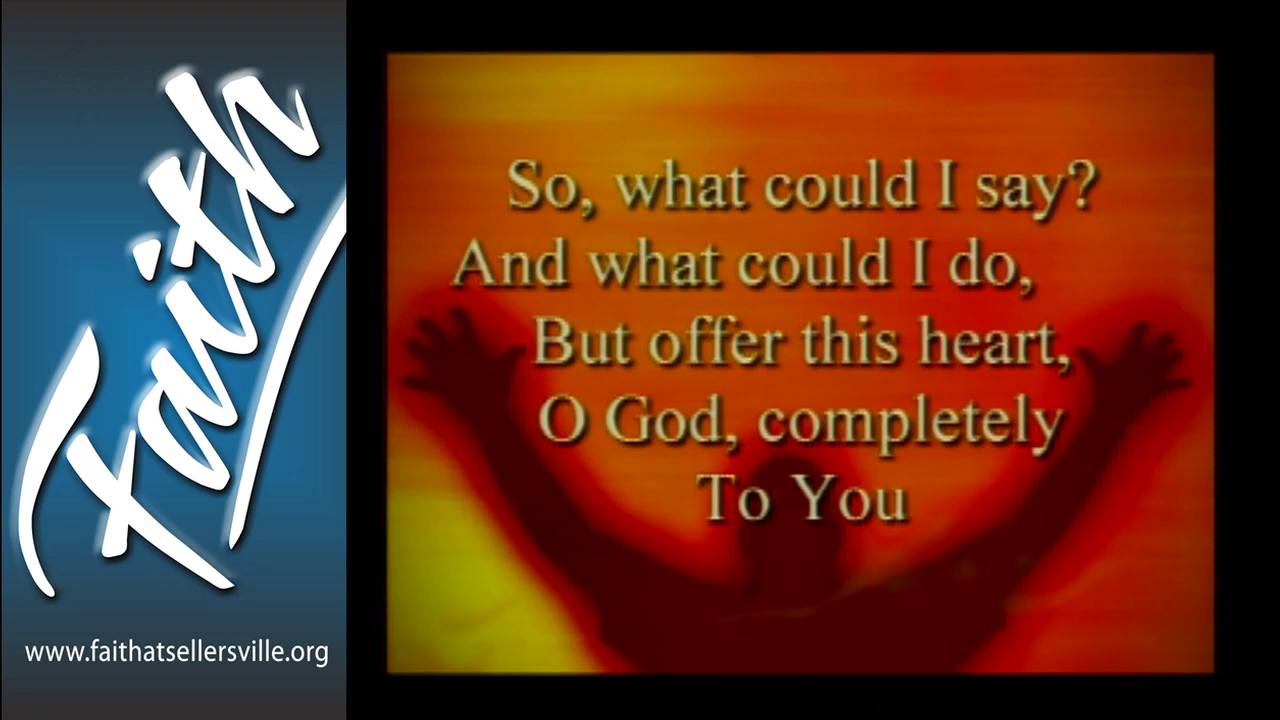 Faith
www.faithatsellersville.org
So, what could I say?
And what could I do,
But offer this heart,
O God, completely
To You